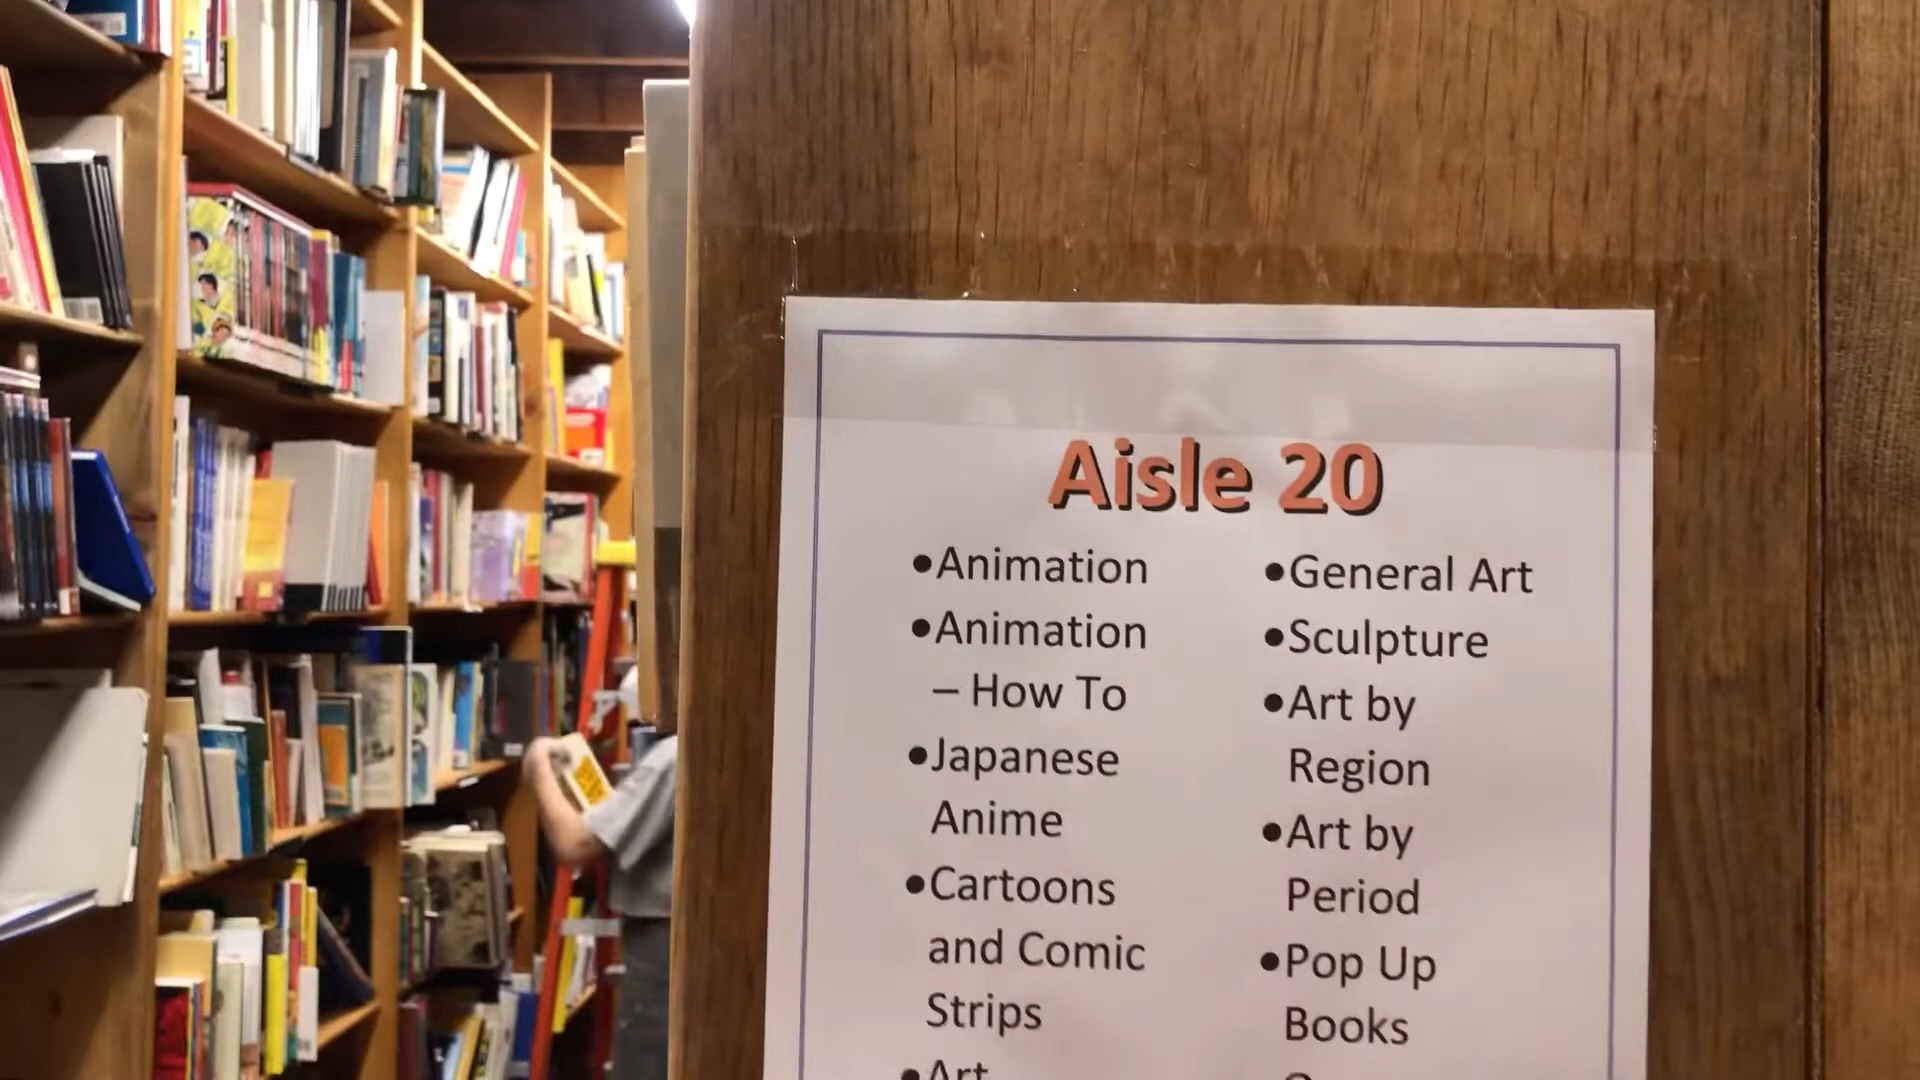 Aisle 20
•Animation
•Animation
– How To
•Japanese
Anime
•Cartoons
and Comic
Strips
•Art
•General Art
•Sculpture
•Art by
Region
•Art by
Period
•Pop Up
Books